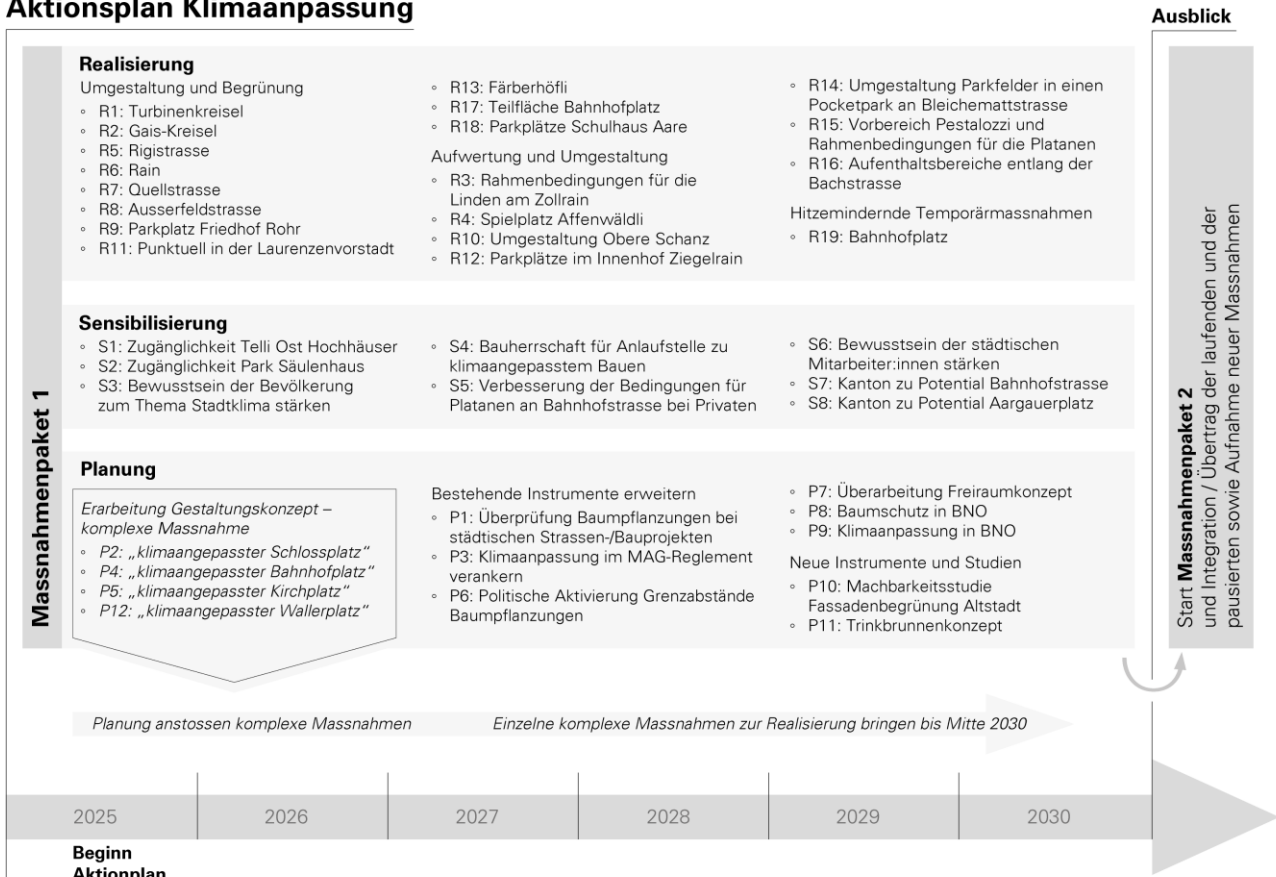 Aktionsplan Klimaanpassung
Ausblick
Massnahmenpaket 1
Realisierung
Umgestaltung und Begrünung
◦ R1: Turbinenkreisel
◦ R2: Gais-Kreisel
◦ R5: Rigistrasse
◦ R6: Rain
◦ R7: Quellstrasse
◦ R8: Ausserfeldstrasse
◦ R9: Parkplatz Friedhof Rohr
◦ R11: Punktuell in der Laurenzenvorstadt
◦ R13: Färberhöfli
◦ R17: Teilfläche Bahnhofplatz
◦ R18: Parkplätze Schulhaus Aare
Aufwertung und Umgestaltung
◦ R3: Rahmenbedingungen für die
Linden am Zollrain
◦ R4: Spielplatz Affenwäldli
◦ R10: Umgestaltung Obere Schanz
◦ R12: Parkplätze im Innenhof Ziegelrain
◦ R14: Umgestaltung Parkfelder in einen
Pocketpark an Bleichemattstrasse
◦ R15: Vorbereich Pestalozzi und
Rahmenbedingungen für die Platanen
◦ R16: Aufenthaltsbereiche entlang der
Bachstrasse
Hitzemindernde Temporärmassnahmen
◦ R19: Bahnhofplatz
Sensibilisierung
◦ S1: Zugänglichkeit Telli Ost Hochhäuser
◦ S2: Zugänglichkeit Park Säulenhaus
◦ S3: Bewusstsein der Bevölkerung
zum Thema Stadtklima stärken
◦ S4: Bauherrschaft für Anlaufstelle zu
klimaangepasstem Bauen
◦ S5: Verbesserung der Bedingungen für
Platanen an Bahnhofstrasse bei Privaten
◦ S6: Bewusstsein der städtischen
Mitarbeiter:innen stärken
◦ S7: Kanton zu Potential Bahnhofstrasse
◦ S8: Kanton zu Potential Aargauerplatz
Planung
Erarbeitung Gestaltungskonzept –
komplexe Massnahme
◦ P2: „klimaangepasster Schlossplatz“
◦ P4: „klimaangepasster Bahnhofplatz“
◦ P5: „klimaangepasster Kirchplatz“
◦ P12: „klimaangepasster Wallerplatz“
Bestehende Instrumente erweitern
◦ P1: Überprüfung Baumpflanzungen bei
städtischen Strassen-/Bauprojekten
◦ P3: Klimaanpassung im MAG-Reglement
verankern
◦ P6: Politische Aktivierung Grenzabstände
Baumpflanzungen
◦ P7: Überarbeitung Freiraumkonzept
◦ P8: Baumschutz in BNO
◦ P9: Klimaanpassung in BNO
Neue Instrumente und Studien
◦ P10: Machbarkeitsstudie
Fassadenbegrünung Altstadt
◦ P11: Trinkbrunnenkonzept
Start Massnahmenpaket 2
und Integration / Übertrag der laufenden und der
pausierten sowie Aufnahme neuer Massnahmen
Planung anstossen komplexe Massnahmen
Einzelne komplexe Massnahmen zur Realisierung bringen bis Mitte 2030
2025
2026
2027
2028
2029
2030
Beginn
Aktionplan